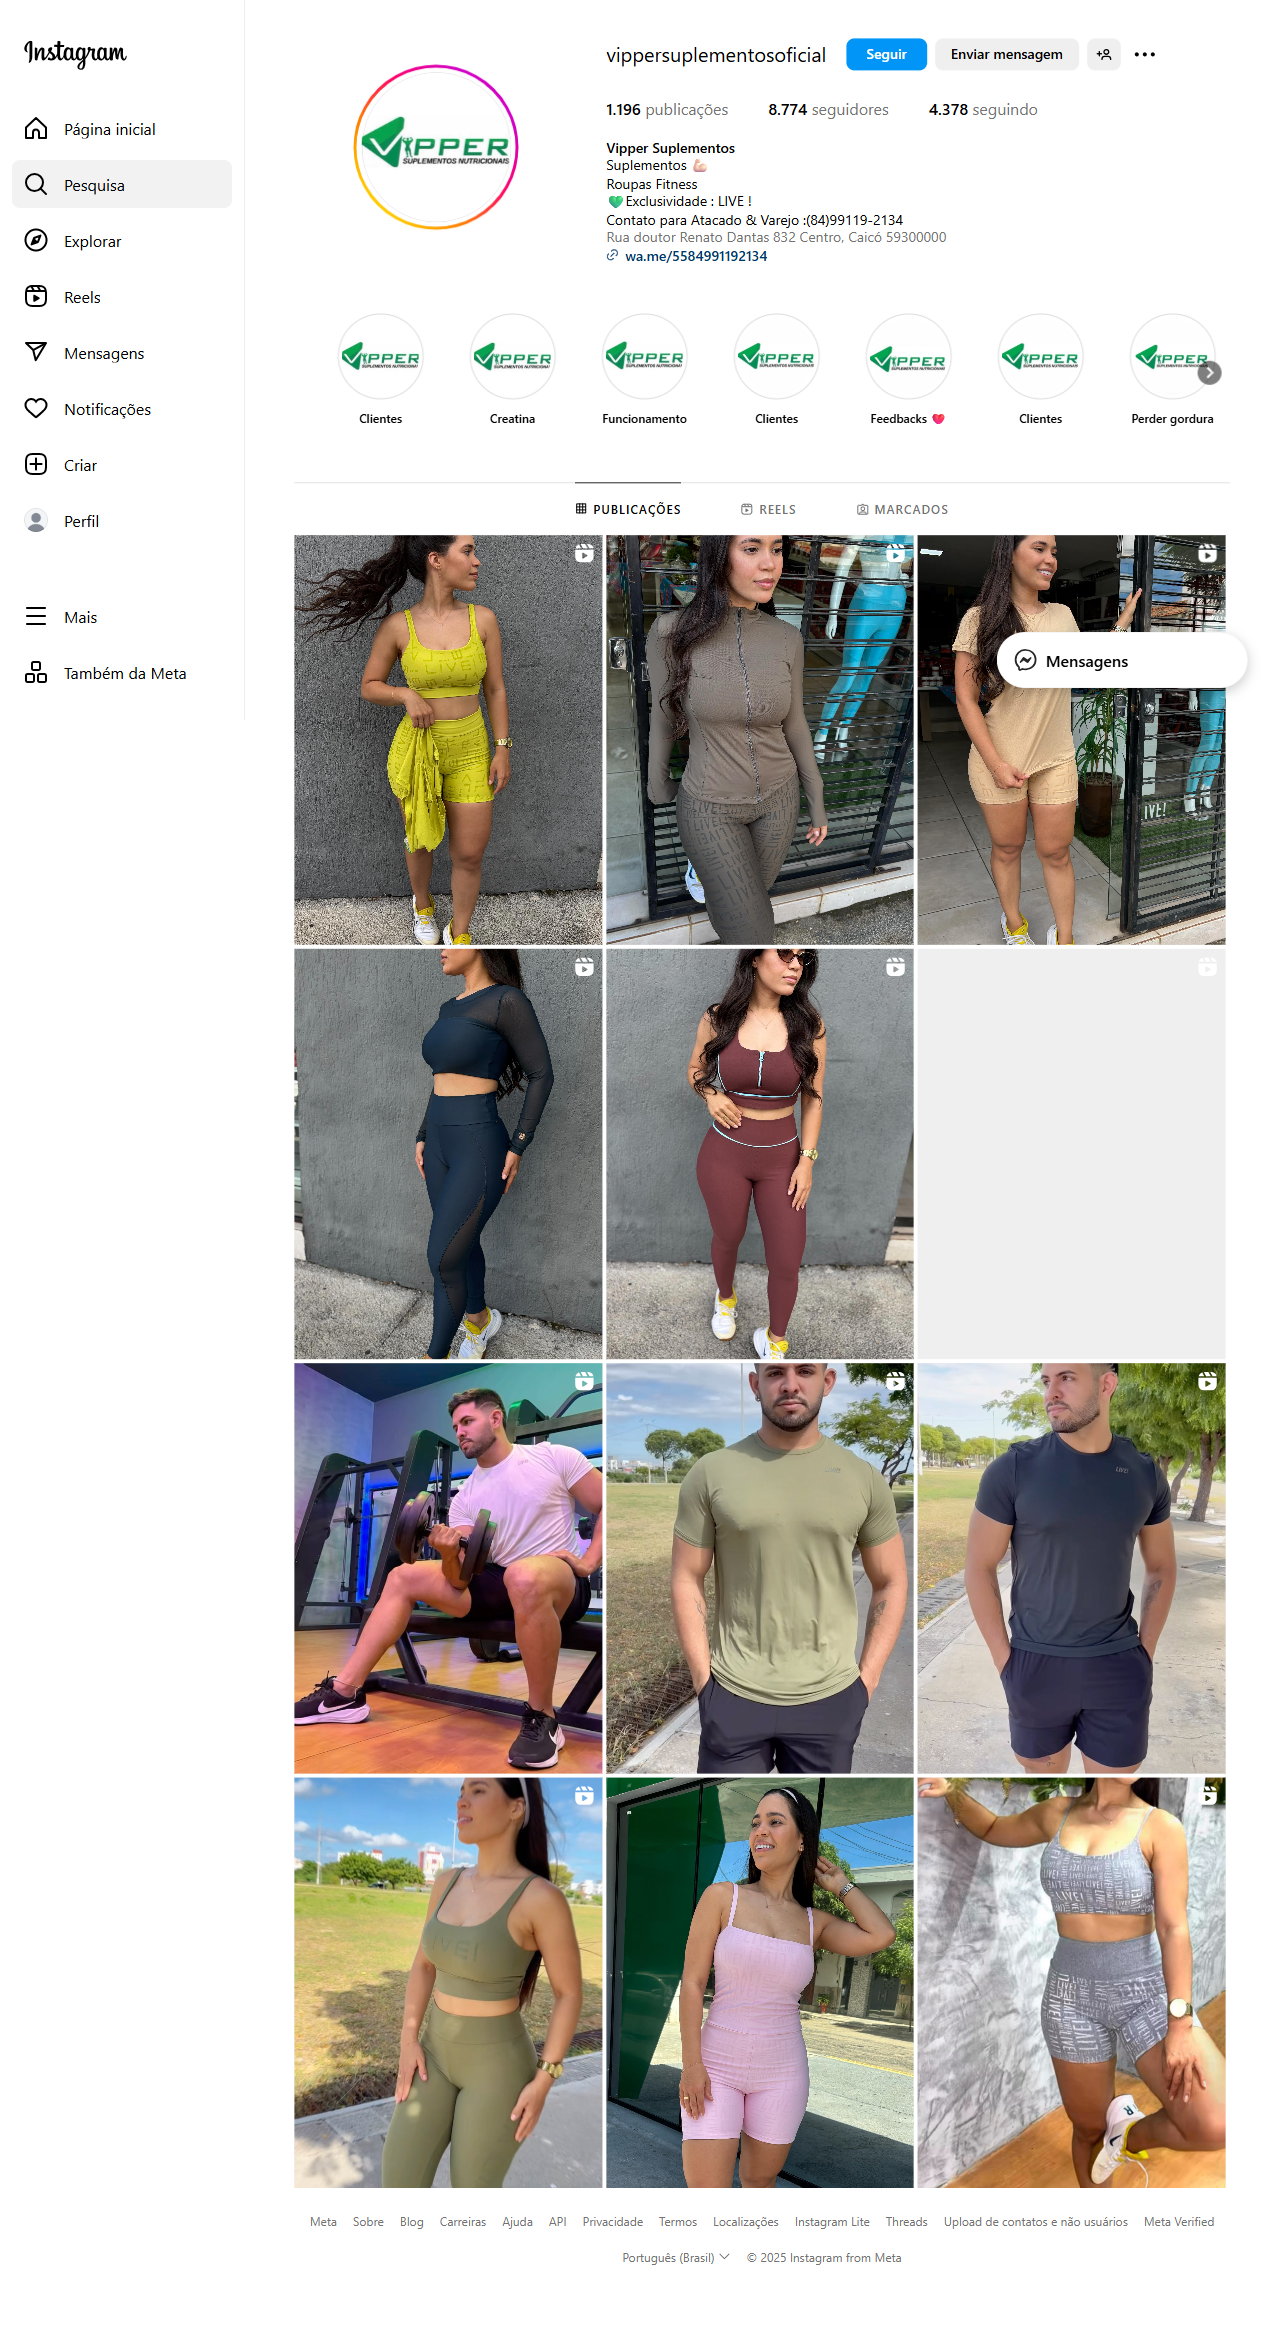 Instagram
Página inicial
Pesquisa
Explorar
Reels
Mensagens
Notificações
Criar
Perfil
Mais
Também da Meta
vippersuplementosoficial
Seguir
Enviar mensagem
1.196 publicações
8.774 seguidores
4.378 seguindo
VIPPER
SUPLEMENTOS NUTRICIONAIS
Vipper Suplementos
Suplementos 💪🏻
Roupas Fitness
💚Exclusividade : LIVE !
Contato para Atacado & Varejo :(84)99119-2134
Rua doutor Renato Dantas 832 Centro, Caicó 59300000
wa.me/5584991192134
Clientes
Creatina
Funcionamento
Clientes
Feedbacks ❤️
Clientes
Perder gordura
PUBLICAÇÕES
REELS
MARCADOS
Mensagens
LIVE!
Meta
Sobre
Blog
Carreiras
Ajuda
API
Privacidade
Termos
Localizações
Instagram Lite
Threads
Upload de contatos e não usuários
Meta Verified
Português (Brasil)
© 2025 Instagram from Meta